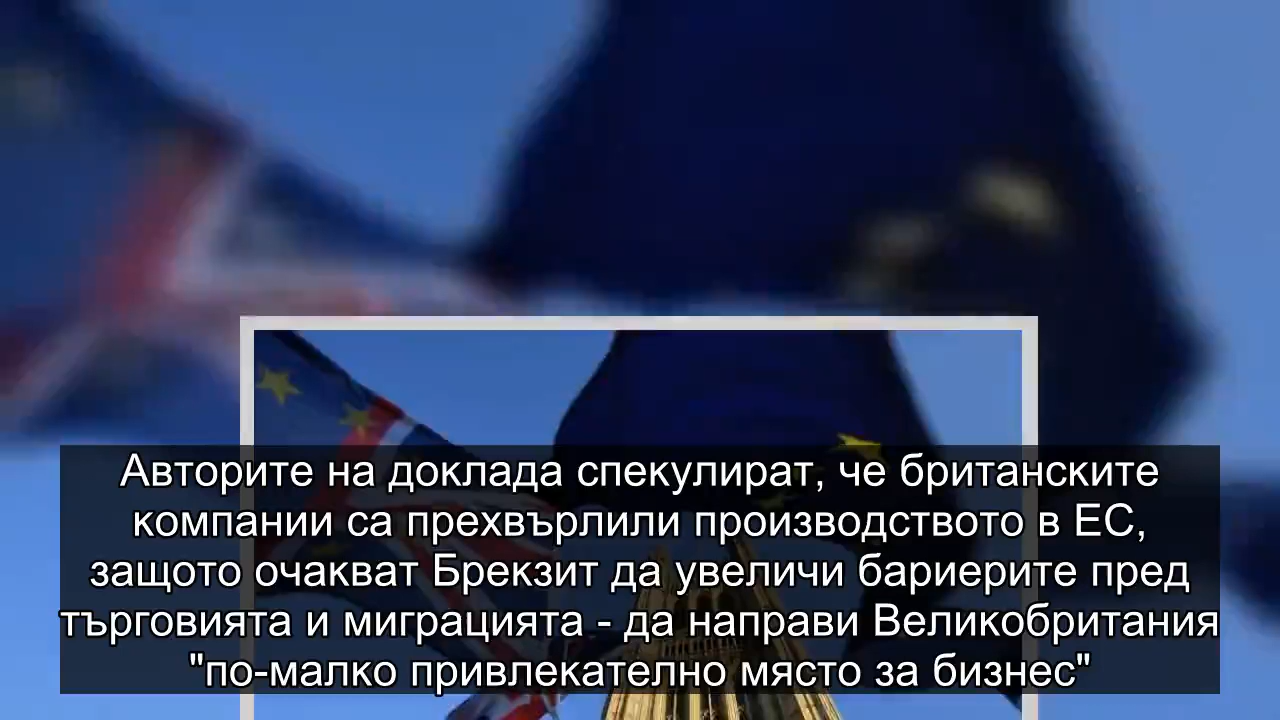 Авторите на доклада спекулират, че британските
компании са прехвърлили производството в ЕС,
защото очакват Брекзит да увеличи бариерите пред
търговията и миграцията - да направи Великобритания
"по-малко привлекателно място за бизнес"